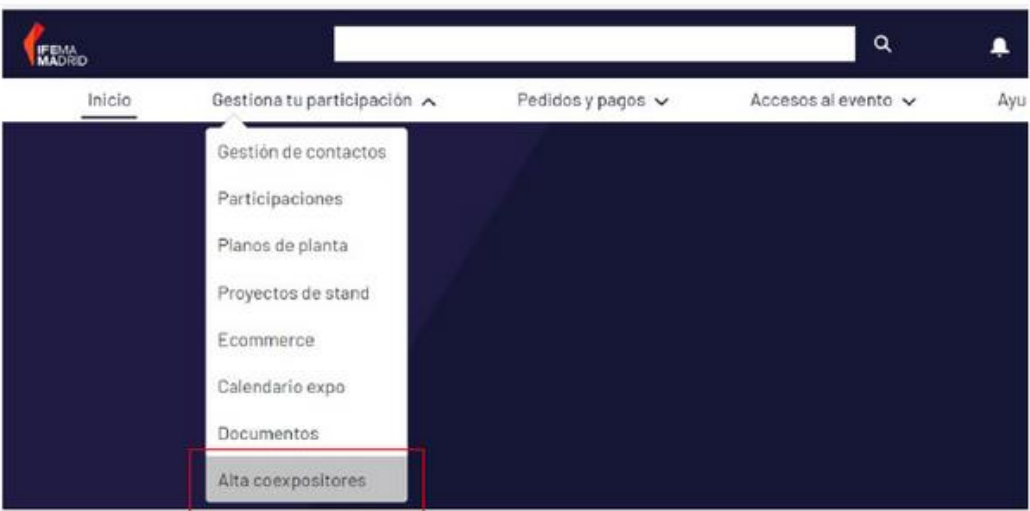 IFEMA
MADRID
Inicio Gestiona tu participación Pedidos y pagos Accesos al evento Ayu
Gestión de contactos
Participaciones
Planos de planta
Proyectos de stand
Ecommerce
Calendario expo
Documentos
Alta coexpositores